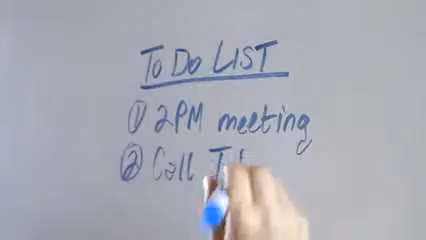 TO DO LIST
① 2PM meeting
② Call